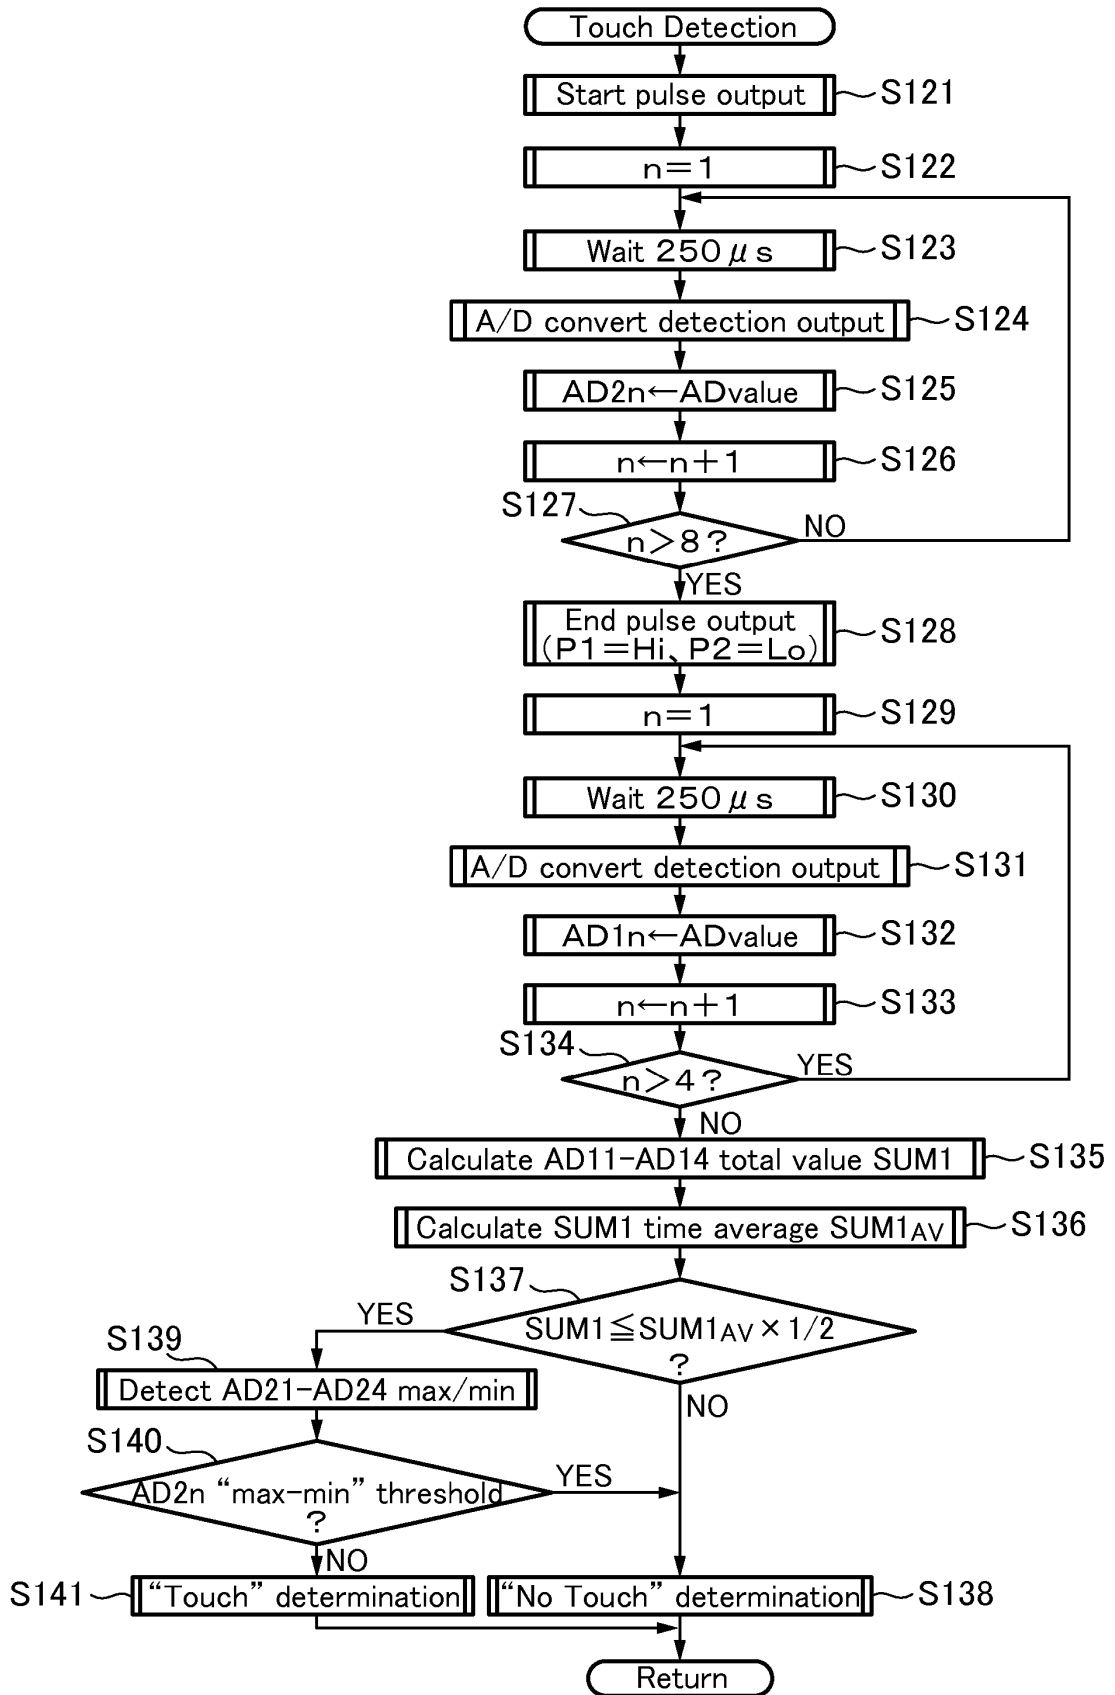 Touch Detection
Start pulse output
S121
n=1
S122
Wait 250μs
S123
A/D convert detection output
S124
AD2n←ADvalue
S125
n←n+1
S126
S127
n>8?
NO
YES
End pulse output
(P1=Hi、P2=Lo)
S128
n=1
S129
Wait 250μs
S130
A/D convert detection output
S131
AD1n←ADvalue
S132
n←n+1
S133
S134
n>4?
YES
NO
Calculate AD11-AD14 total value SUM1
S135
Calculate SUM1 time average SUM1AV
S136
S137
SUM1≦SUM1AV×1/2
?
YES
NO
S139
Detect AD21-AD24 max/min
S140
AD2n “max-min” threshold
?
YES
NO
S141
“Touch” determination
“No Touch” determination
S138
Return